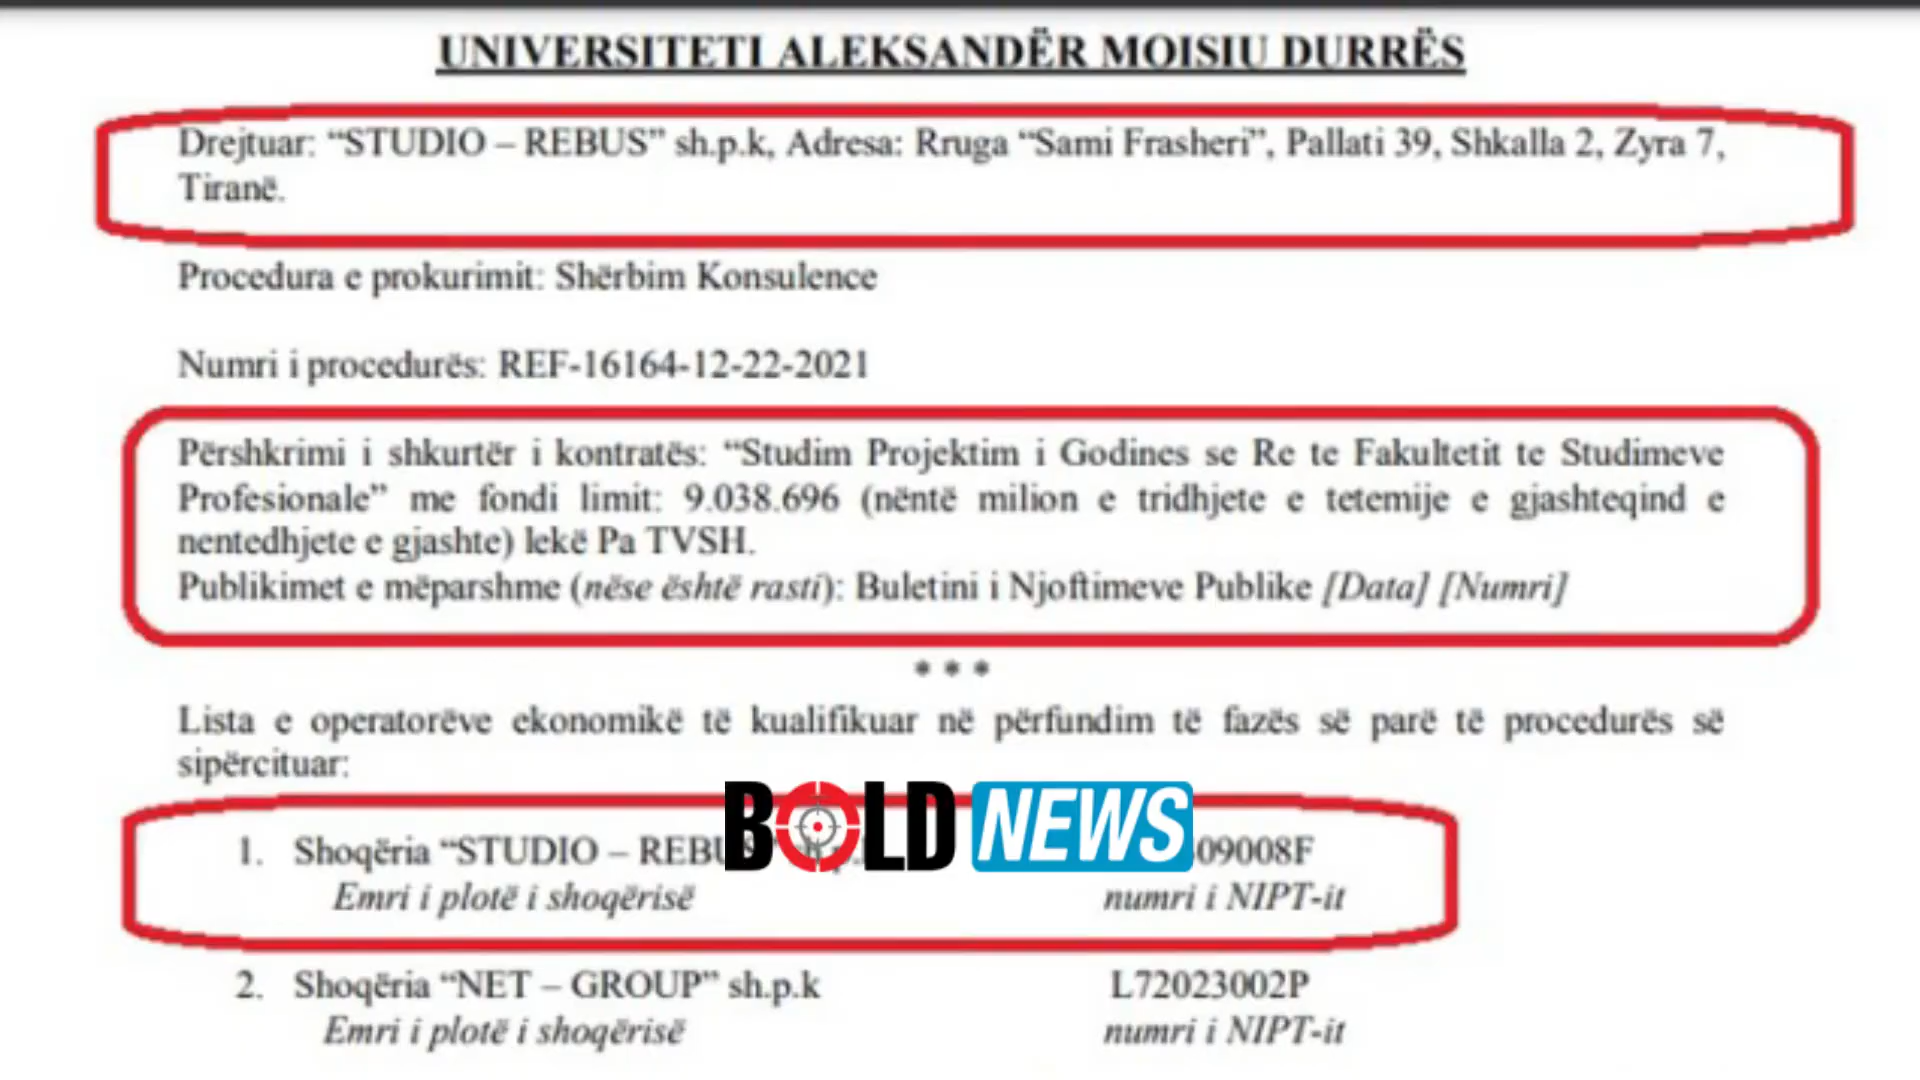 UNIVERSITETI ALEKSANDËR MOISIU DURRËS
Drejtuar: “STUDIO – REBUS” sh.p.k, Adresa: Rruga “Sami Frasheri”, Pallati 39, Shkalla 2, Zyra 7,
Tiranë.
Procedura e prokurimit: Shërbim Konsulence
Numri i procedurës: REF-16164-12-22-2021
Përshkrimi i shkurtër i kontratës: “Studim Projektim i Godines se Re te Fakultetit te Studimeve
Profesionale” me fondi limit: 9.038.696 (nëntë milion e tridhjete e tetemije e gjashteqind e
nentedhjete e gjashte) lekë Pa TVSH.
Publikimet e mëparshme (nëse është rasti): Buletini i Njoftimeve Publike [Data] [Numri]
* * *
Lista e operatorëve ekonomikë të kualifikuar në përfundim të fazës së parë të procedurës së
sipërcituar:
BOLD NEWS
1. Shoqëria “STUDIO –
Emri i plotë i shoqërisë numri i NIPT-it
2. Shoqëria “NET – GROUP” sh.p.k L72023002P
Emri i plotë i shoqërisë numri i NIPT-it